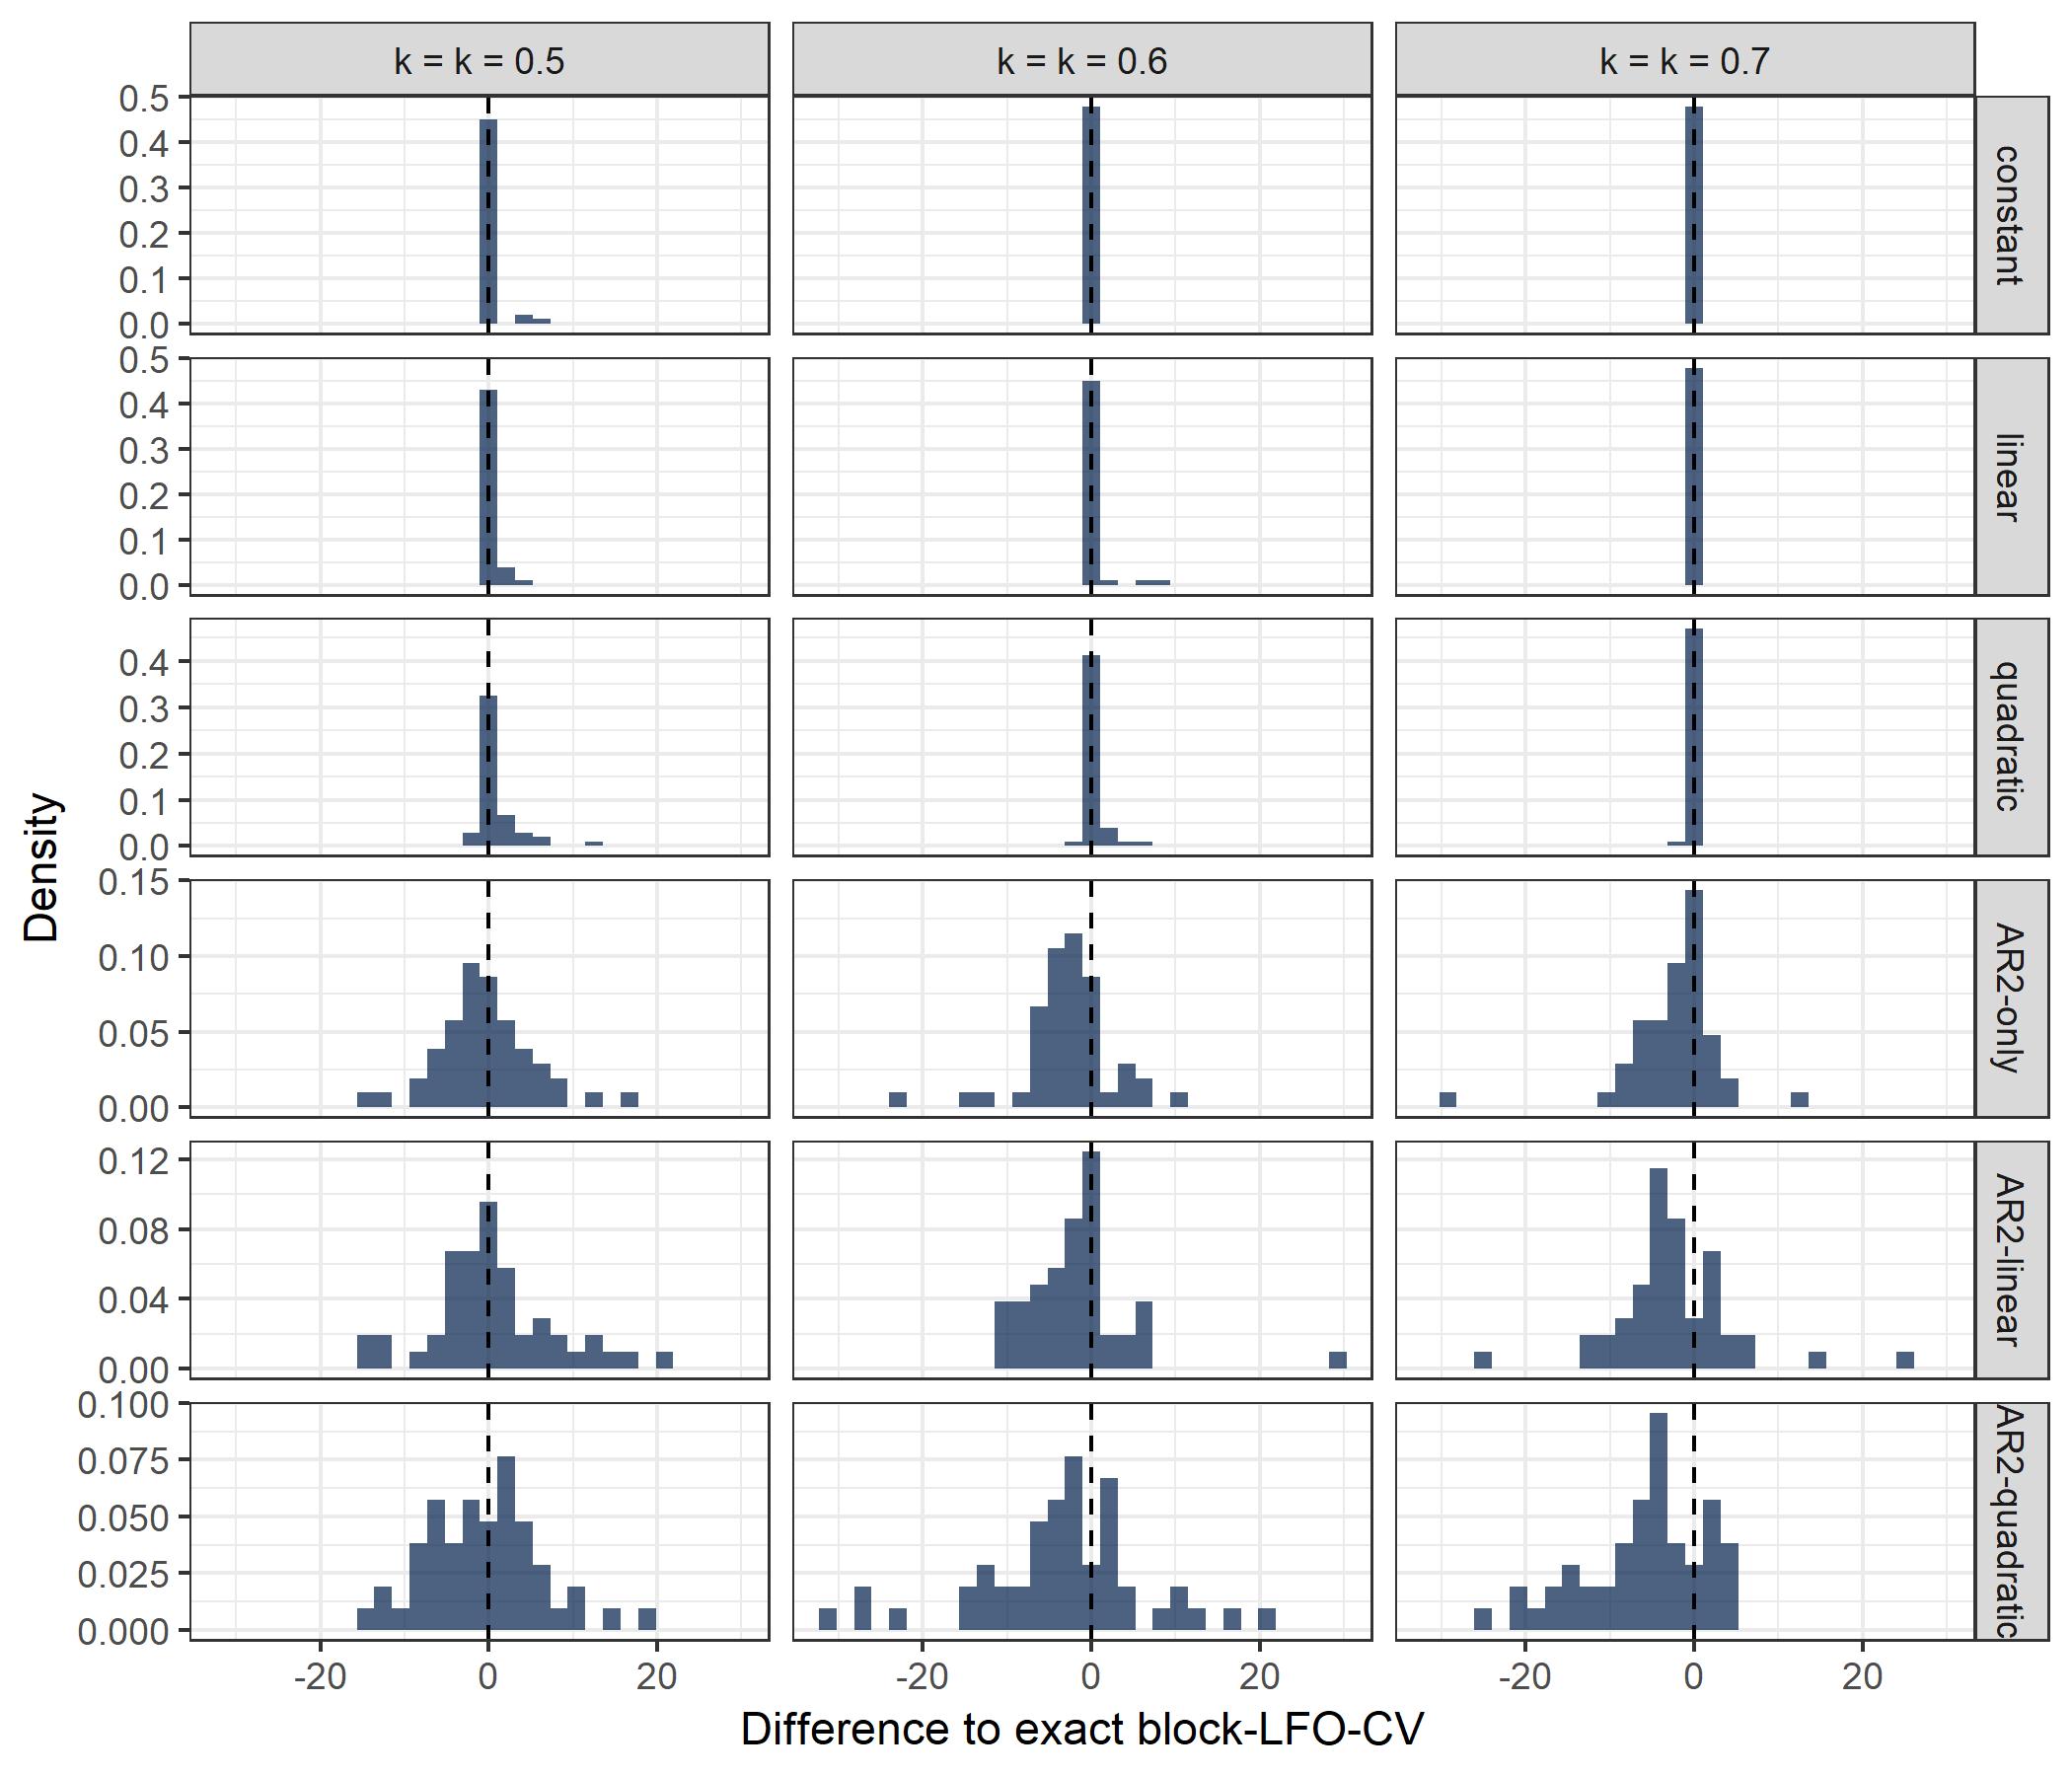 k = k = 0.5
k = k = 0.6
k = k = 0.7
0.5
0.4
0.3
0.2
0.1
0.0
constant
0.5
0.4
0.3
0.2
0.1
0.0
linear
0.4
0.3
0.2
0.1
0.0
quadratic
0.15
0.10
0.05
0.00
AR2-only
0.12
0.08
0.04
0.00
AR2-linear
0.100
0.075
0.050
0.025
0.000
AR2-quadratic
-20 0 20
-20 0 20
-20 0 20
Density
Difference to exact block-LFO-CV